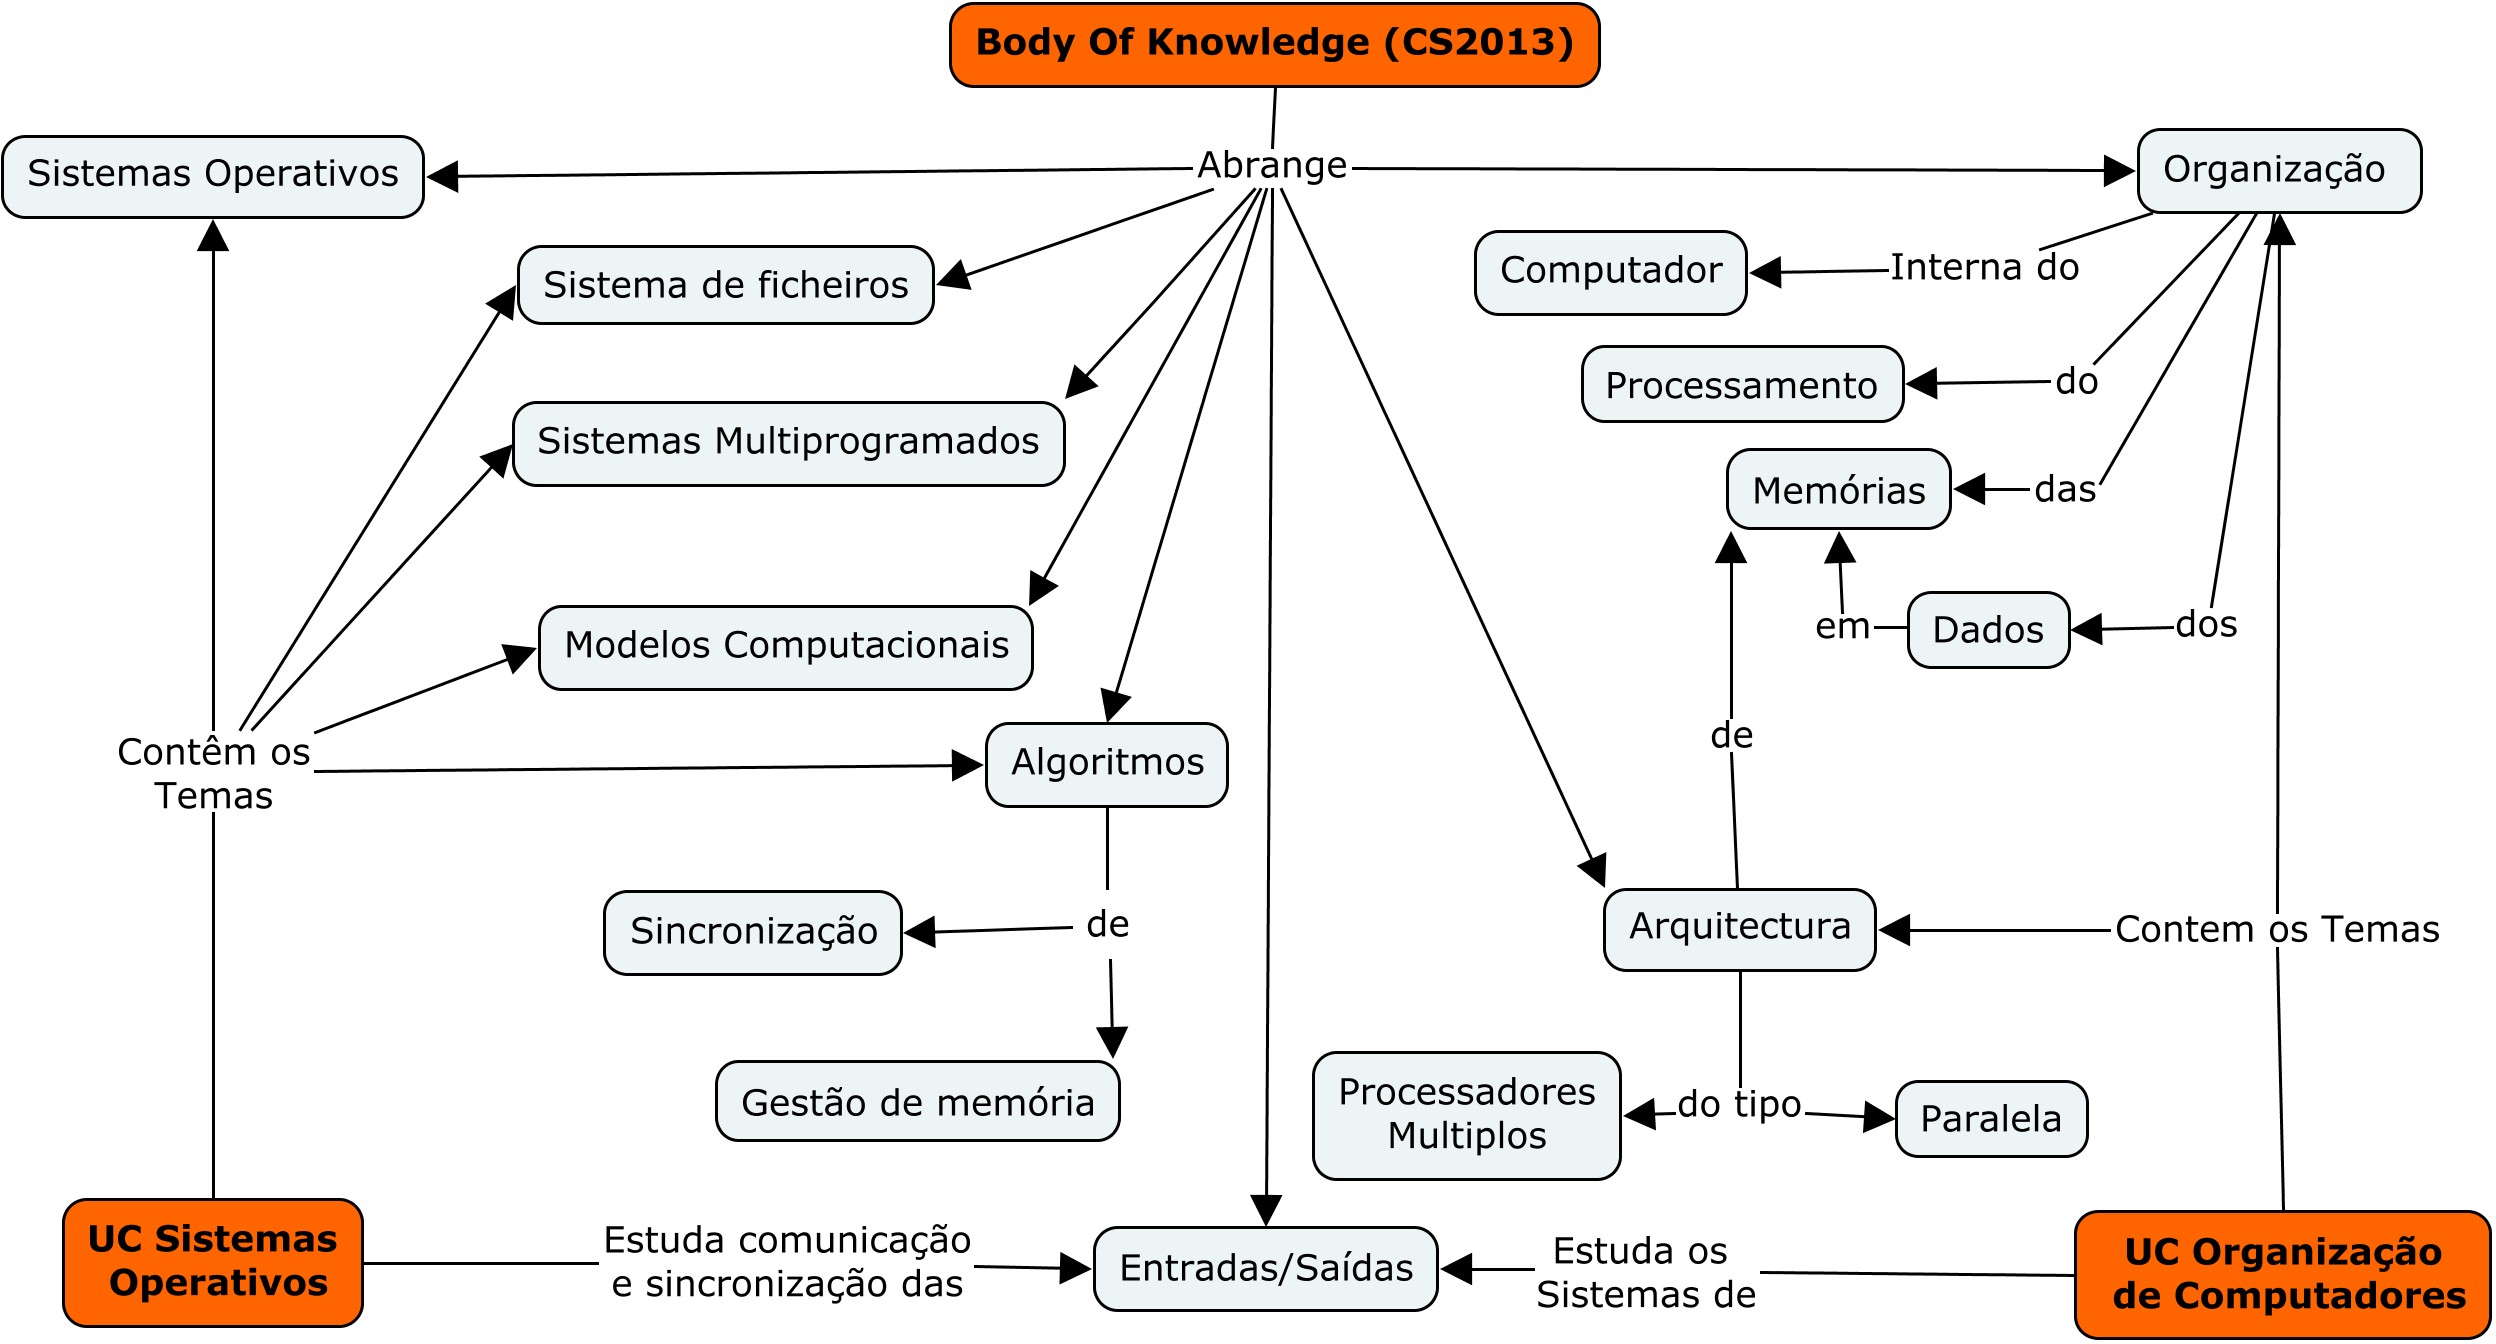 Body Of Knowledge (CS2013)
Abrange
Sistemas Operativos
Organização
Sistema de ficheiros
Computador
Interna do
Processamento
do
Sistemas Multiprogramados
Memórias
das
Modelos Computacionais
em
Dados
dos
Contêm os
Temas
Algoritmos
de
Sincronização
de
Arquitectura
Contem  os Temas
Gestão de memória
Processadores
Multiplos
do tipo
Paralela
UC Sistemas
Operativos
Estuda comunicação
e sincronização das
Entradas/Saídas
Estuda os
Sistemas de
UC Organização
de Computadores